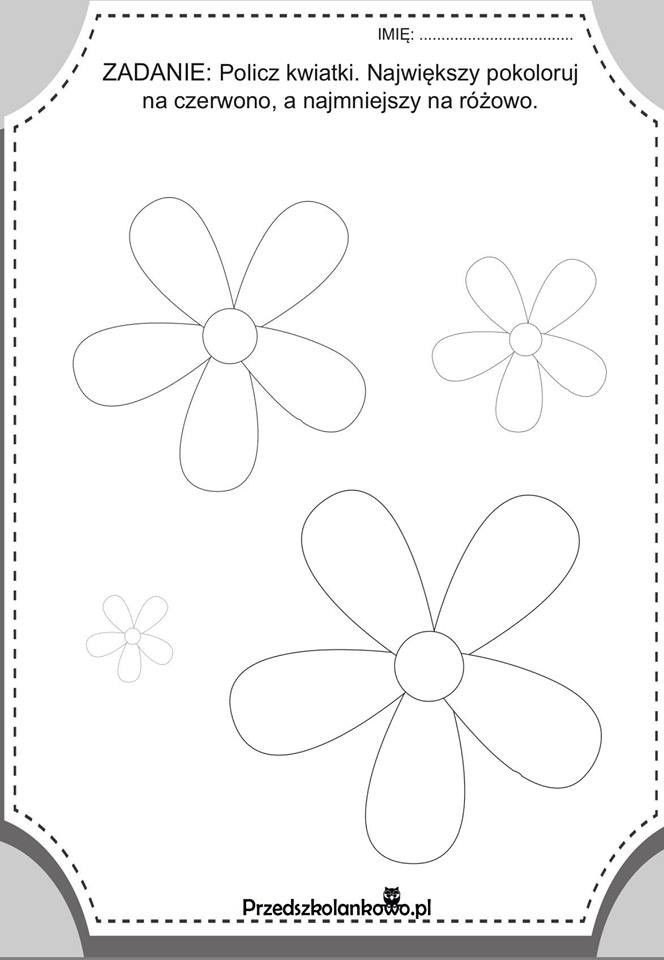 IMIĘ: ...................................
ZADANIE: Policz kwiatki. Największy pokoloruj
na czerwono, a najmniejszy na różowo.
Przedszkolankowo.pl